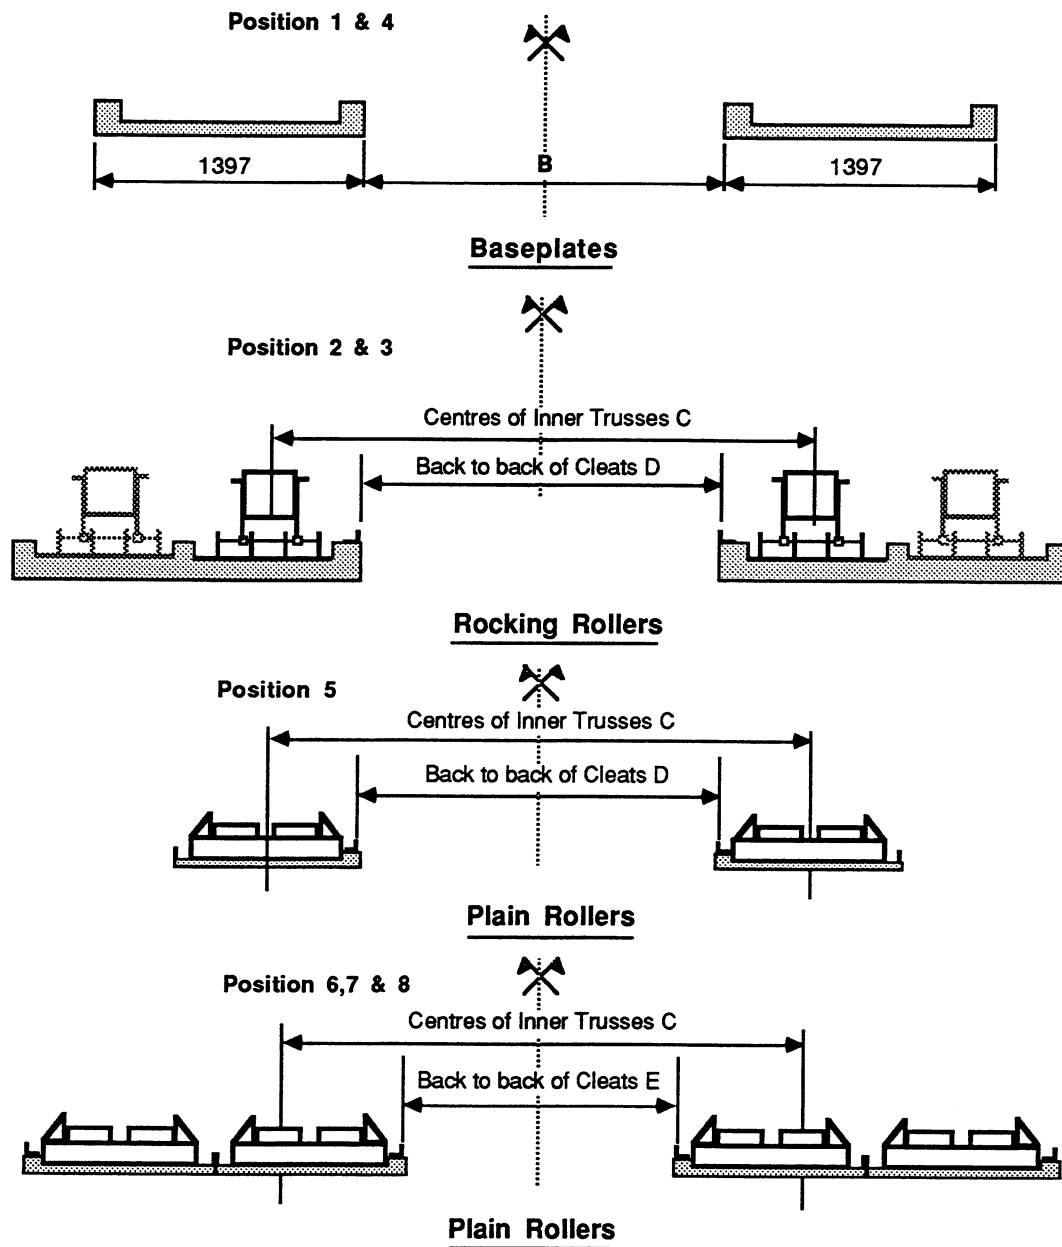 Position 1 & 4
1397
B
1397
Baseplates
Position 2 & 3
Centres of Inner Trusses C
Back to back of Cleats D
Rocking Rollers
Position 5
Centres of Inner Trusses C
Back to back of Cleats D
Plain Rollers
Position 6,7 & 8
Centres of Inner Trusses C
Back to back of Cleats E
Plain Rollers